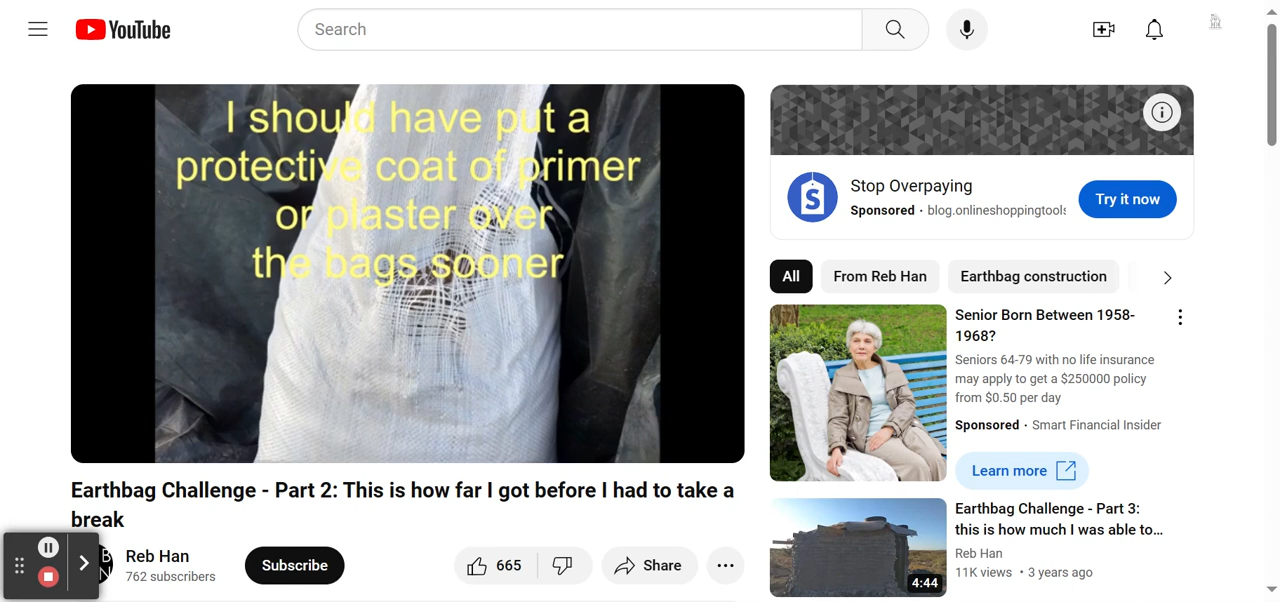 YouTube
Search
I should have put a
protective coat of primer
or plaster over
the bags sooner
Earthbag Challenge - Part 2: This is how far I got before I had to take a
break
Reb Han
762 subscribers
Subscribe
665
Share
Stop Overpaying
Sponsored · blog.onlineshoppingtools
Try it now
All
From Reb Han
Earthbag construction
Senior Born Between 1958-
1968?
Seniors 64-79 with no life insurance
may apply to get a $250000 policy
from $0.50 per day
Sponsored · Smart Financial Insider
Learn more
Earthbag Challenge - Part 3:
this is how much I was able to...
Reb Han
11K views • 3 years ago
4:44